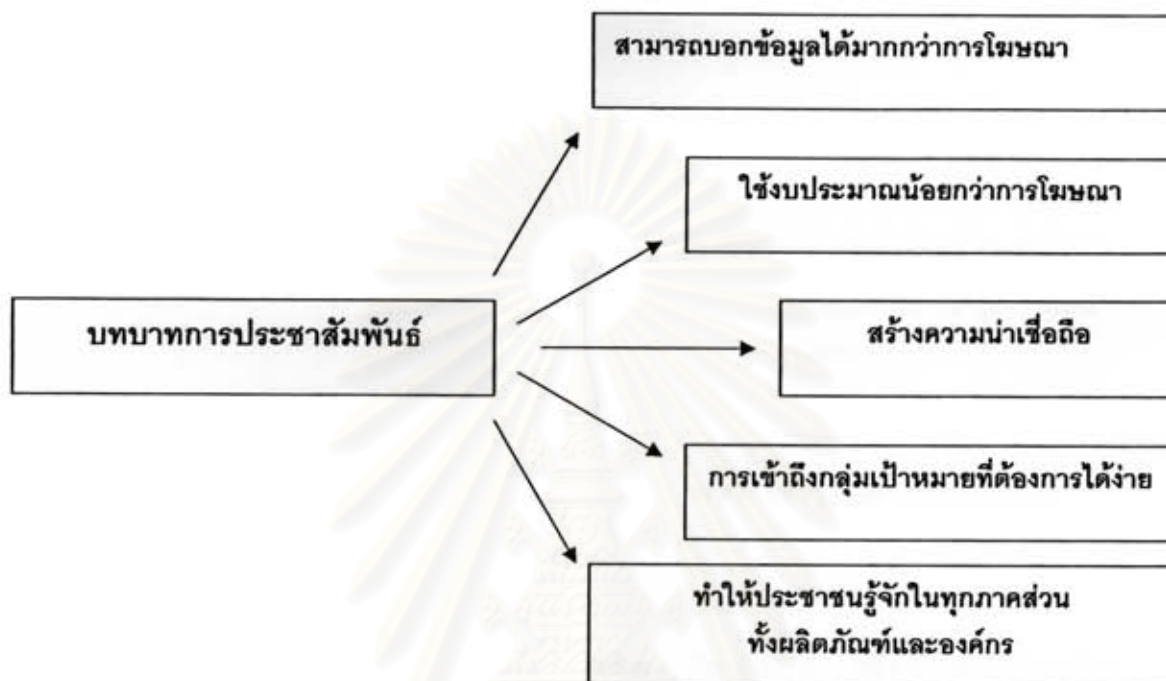 สามารถบอกข้อมูลได้มากกว่าการโฆษณา
ใช้งบประมาณน้อยกว่าการโฆษณา
บทบาทการประชาสัมพันธ์
สร้างความน่าเชื่อถือ
การเข้าถึงกลุ่มเป้าหมายที่ต้องการได้ง่าย
ทำให้ประชาชนรู้จักในทุกภาคส่วน
ทั้งผลิตภัณฑ์และองค์กร